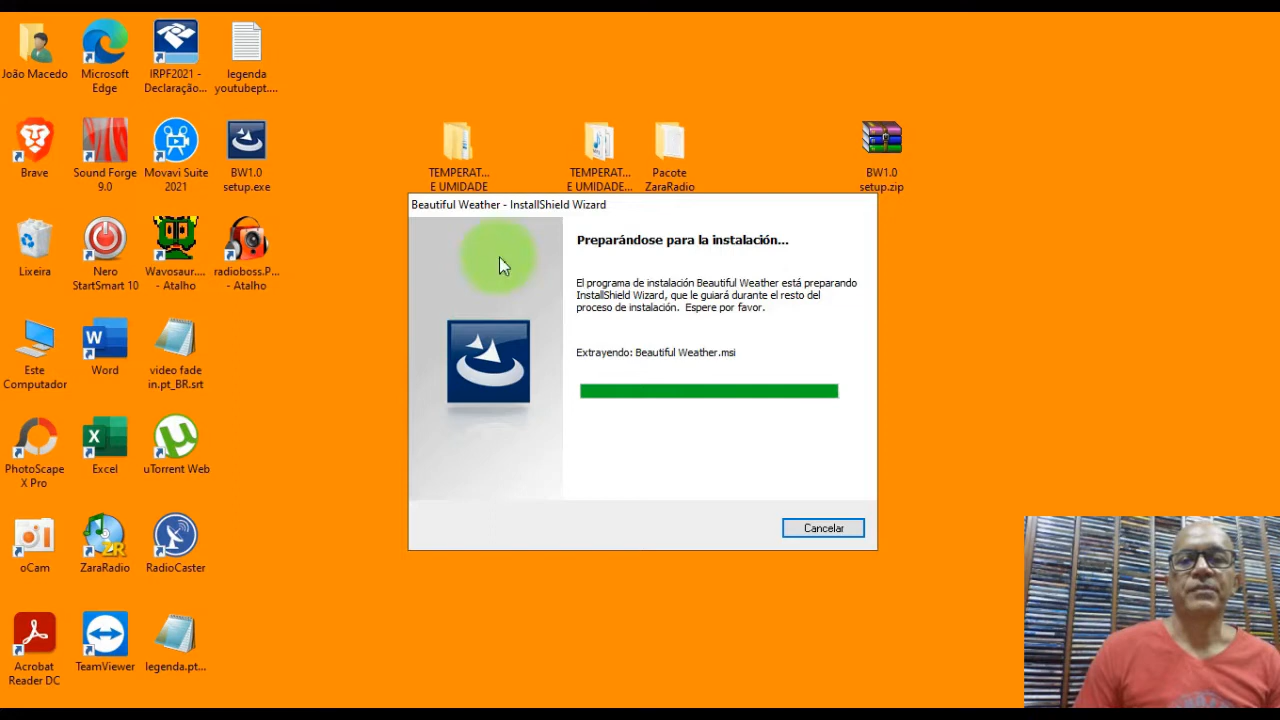 João Macedo
Microsoft
Edge
IRPF2021 -
Declaração...
legenda
youtubept....
Brave
Sound Forge
9.0
Movavi Suite
2021
BW1.0
setup.exe
TEMPERAT...
E UMIDADE
TEMPERAT...
E UMIDADE...
Pacote
ZaraRadio
BW1.0
setup.zip
Lixeira
Nero
StartSmart 10
Wavosaur....
- Atalho
radioboss.P...
- Atalho
Este
Computador
Word
video fade
in.pt_BR.srt
PhotoScape
X Pro
Excel
uTorrent Web
oCam
ZaraRadio
RadioCaster
Acrobat
Reader DC
TeamViewer
legenda.pt...
Beautiful Weather - InstallShield Wizard
Preparándose para la instalación...
El programa de instalación Beautiful Weather está preparando
InstallShield Wizard, que le guiará durante el resto del
proceso de instalación. Espere por favor.
Extrayendo: Beautiful Weather.msi
Cancelar